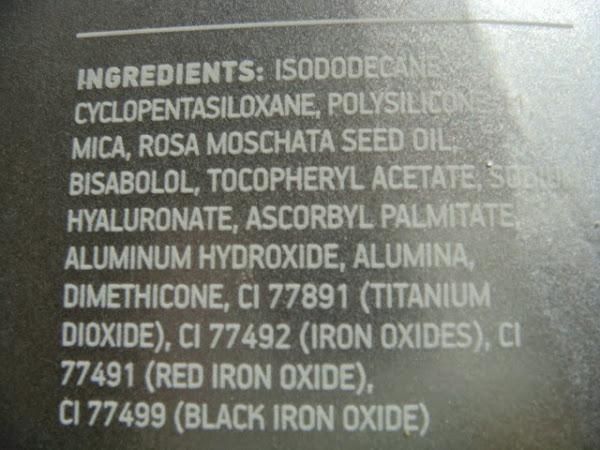 INGREDIENTS: ISODODECANE,
CYCLOPENTASILOXANE, POLYSILICONE-11,
MICA, ROSA MOSCHATA SEED OIL,
BISABOLOL, TOCOPHERYL ACETATE, SODIUM
HYALURONATE, ASCORBYL PALMITATE,
ALUMINUM HYDROXIDE, ALUMINA,
DIMETHICONE, CI 77891 (TITANIUM
DIOXIDE), CI 77492 (IRON OXIDES), CI
77491 (RED IRON OXIDE),
CI 77499 (BLACK IRON OXIDE)